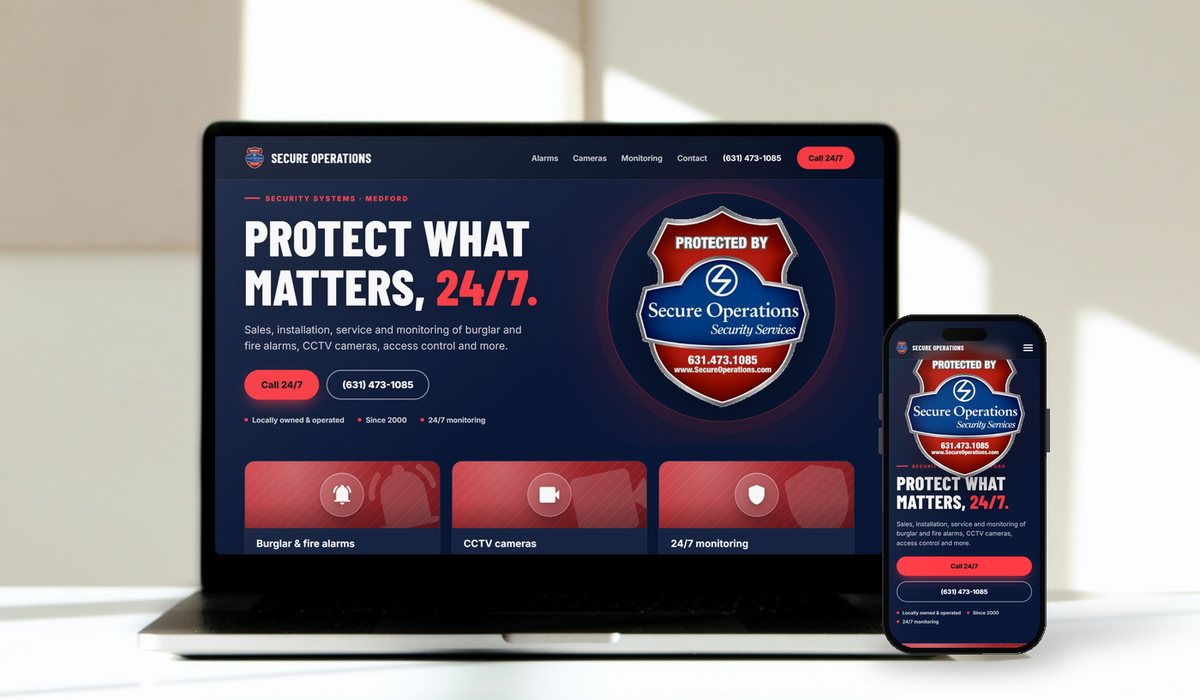 SECURE OPERATIONS
Alarms Cameras Monitoring Contact (631) 473-1085 Call 24/7
SECURITY SYSTEMS · MEDFORD
PROTECT WHAT
MATTERS, 24/7.
Sales, installation, service and monitoring of burglar and
fire alarms, CCTV cameras, access control and more.
Call 24/7 (631) 473-1085
Locally owned & operated Since 2000 24/7 monitoring
PROTECTED BY
Secure Operations
Security Services
631.473.1085
www.SecureOperations.com
Burglar & fire alarms
CCTV cameras
24/7 monitoring
SECURE OPERATIONS
PROTECTED BY
Secure Operations
Security Services
631.473.1085
www.SecureOperations.com
PROTECT WHAT
MATTERS, 24/7.
Sales, installation, service and monitoring of
burglar and fire alarms, CCTV cameras,
access control and more.
Call 24/7
(631) 473-1085
Locally owned & operated Since 2000
24/7 monitoring